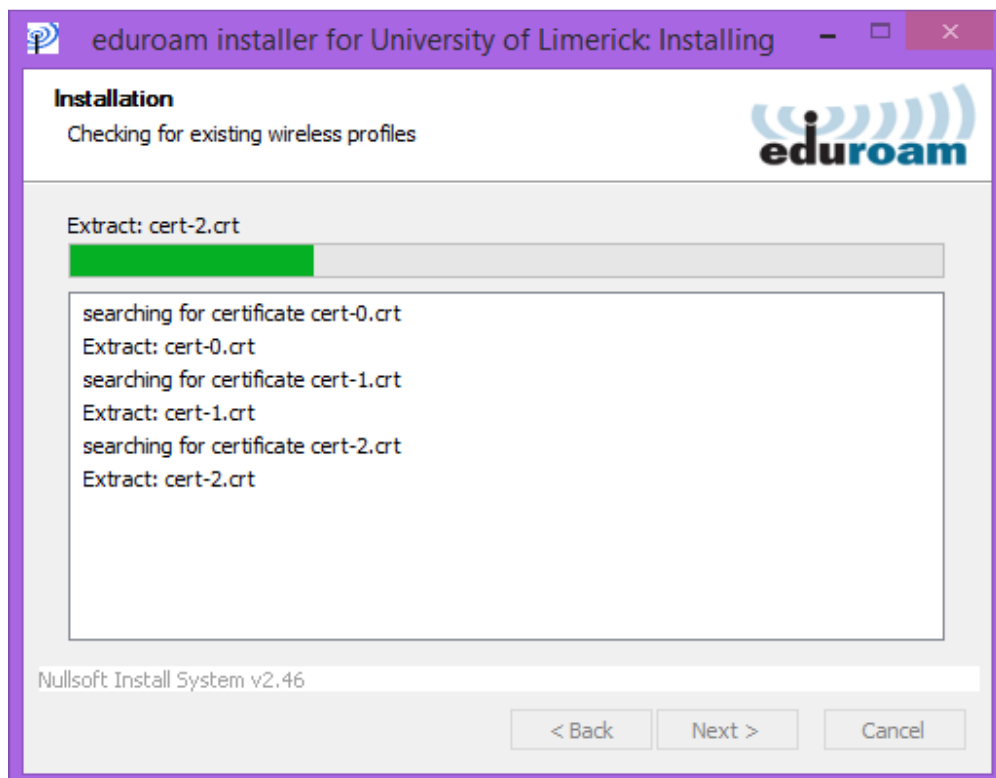 eduroam installer for University of Limerick: Installing
Installation
Checking for existing wireless profiles
eduroam
Extract: cert-2.crt
searching for certificate cert-0.crt
Extract: cert-0.crt
searching for certificate cert-1.crt
Extract: cert-1.crt
searching for certificate cert-2.crt
Extract: cert-2.crt
Nullsoft Install System v2.46
< Back Next > Cancel